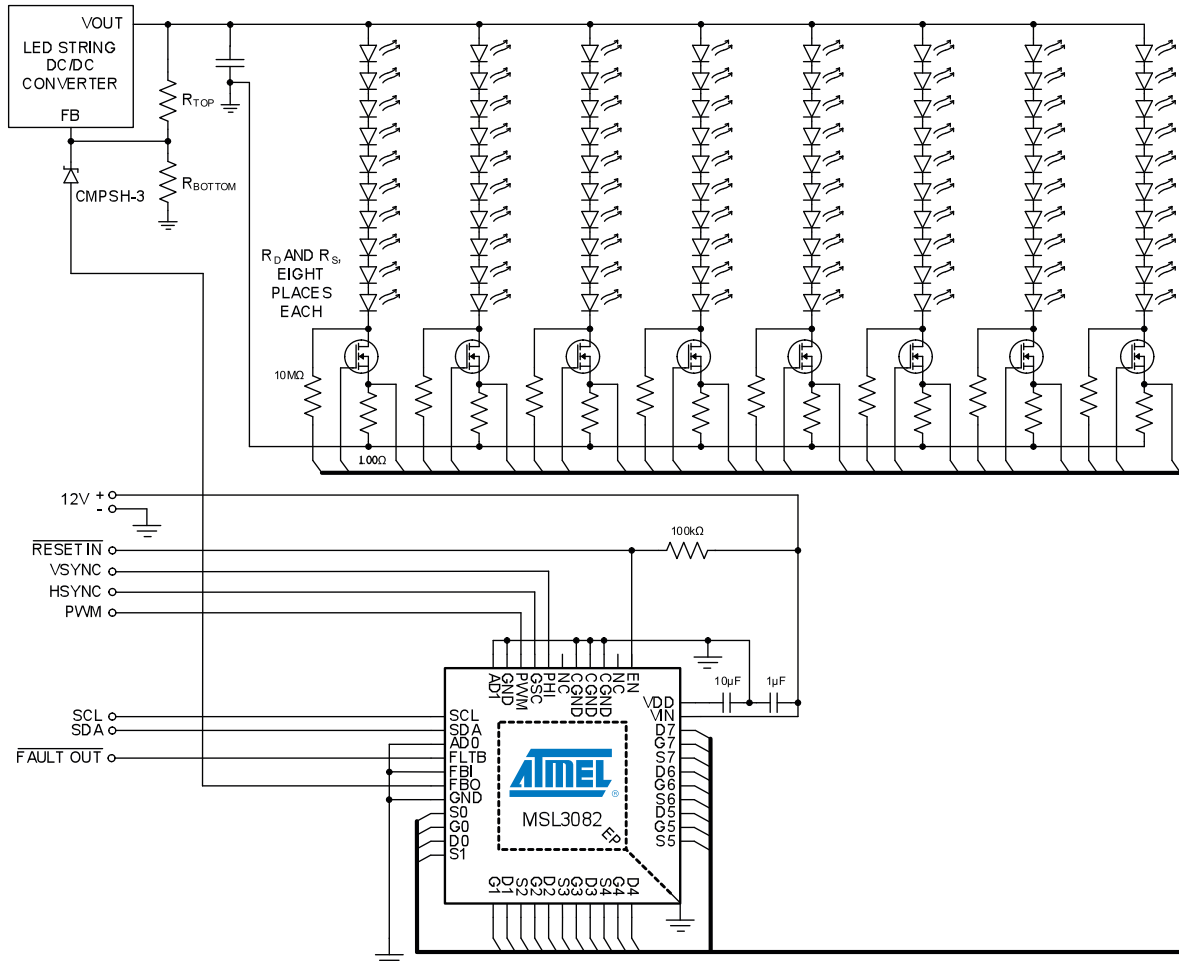 VOUT
LED STRING
DC/DC
CONVERTER
FB
RTOP
RBOTTOM
CMPSH-3
RD AND RS,
EIGHT
PLACES
EACH
10MΩ
1.00Ω
12V +
-
RESET IN
VSYNC
HSYNC
PWM
100kΩ
AD1
GND
PWM
GSC
PHI
NC
CGND
CGND
CGND
NC
EN
10µF
1µF
SCL
SDA
FAULT OUT
SCL
SDA
AD0
FLTB
FBI
FBO
GND
S0
G0
D0
S1
VDD
VIN
D7
G7
S7
D6
G6
S6
D5
G5
S5
ATMEL
®
MSL3082
EP
G1
D1
S2
G2
D2
S3
G3
D3
S4
G4
D4